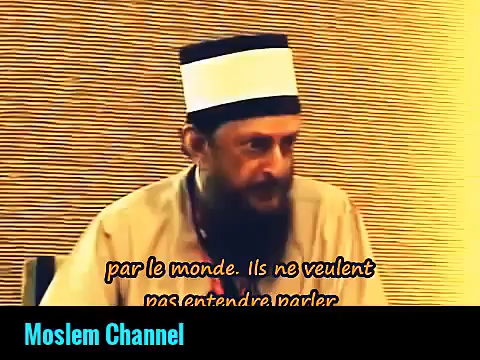 par le monde. Ils ne veulent
pas entendre parler
Moslem Channel